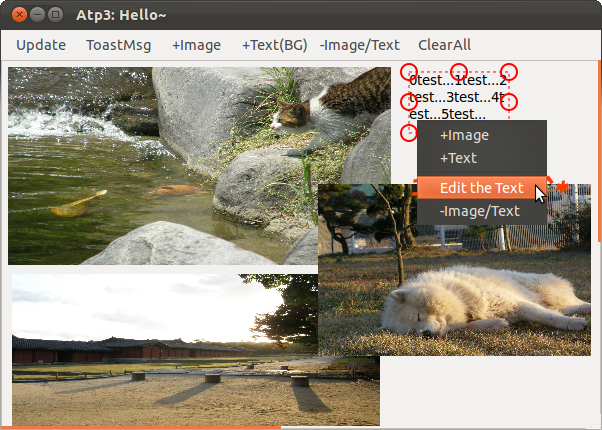 Atp3: Hello~
Update ToastMsg +Image +Text(BG) -Image/Text ClearAll
0test...1test...2
test...3test...4t
est...5test...
+Image
+Text
Edit the Text
-Image/Text